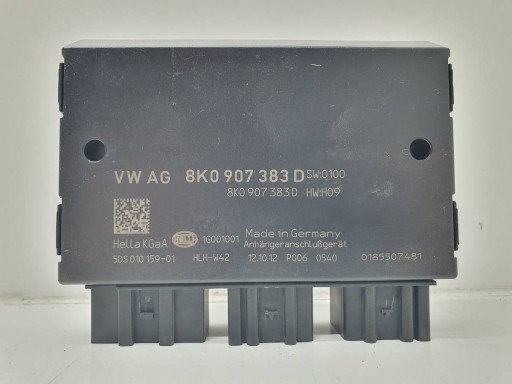 VW AG 8K0 907 383 D SW:0100
8K0 907 383 D HW:H09
Hella KGaA HELLA 1G001001 Made in Germany
Anhängeranschlußgerät
5DS 010 159-01 HLH-W42 12.10.12 P006 0540 0185507481